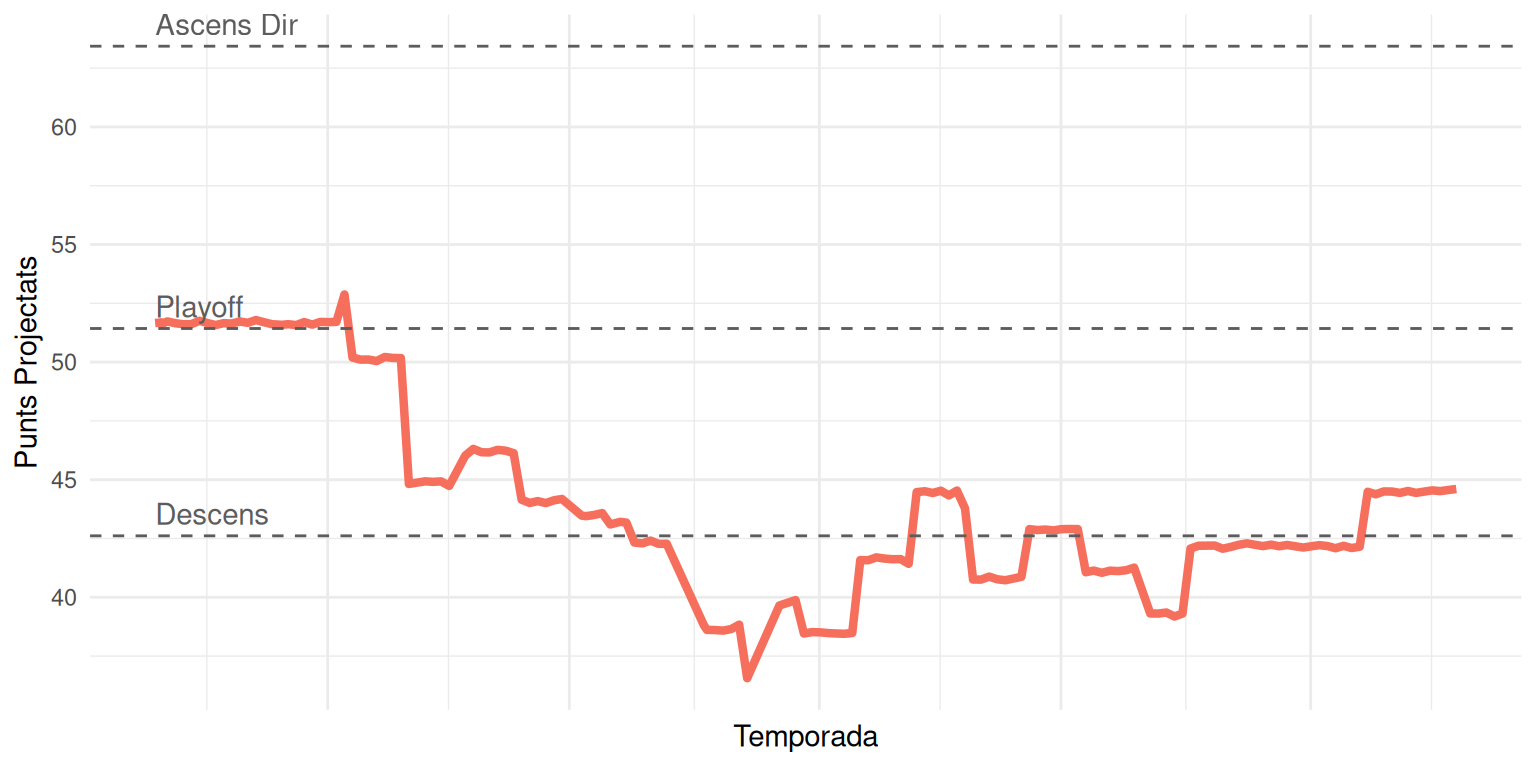 Ascens Dir
60
55
Playoff
50
45
Descens
40
Punts Projectats
Temporada